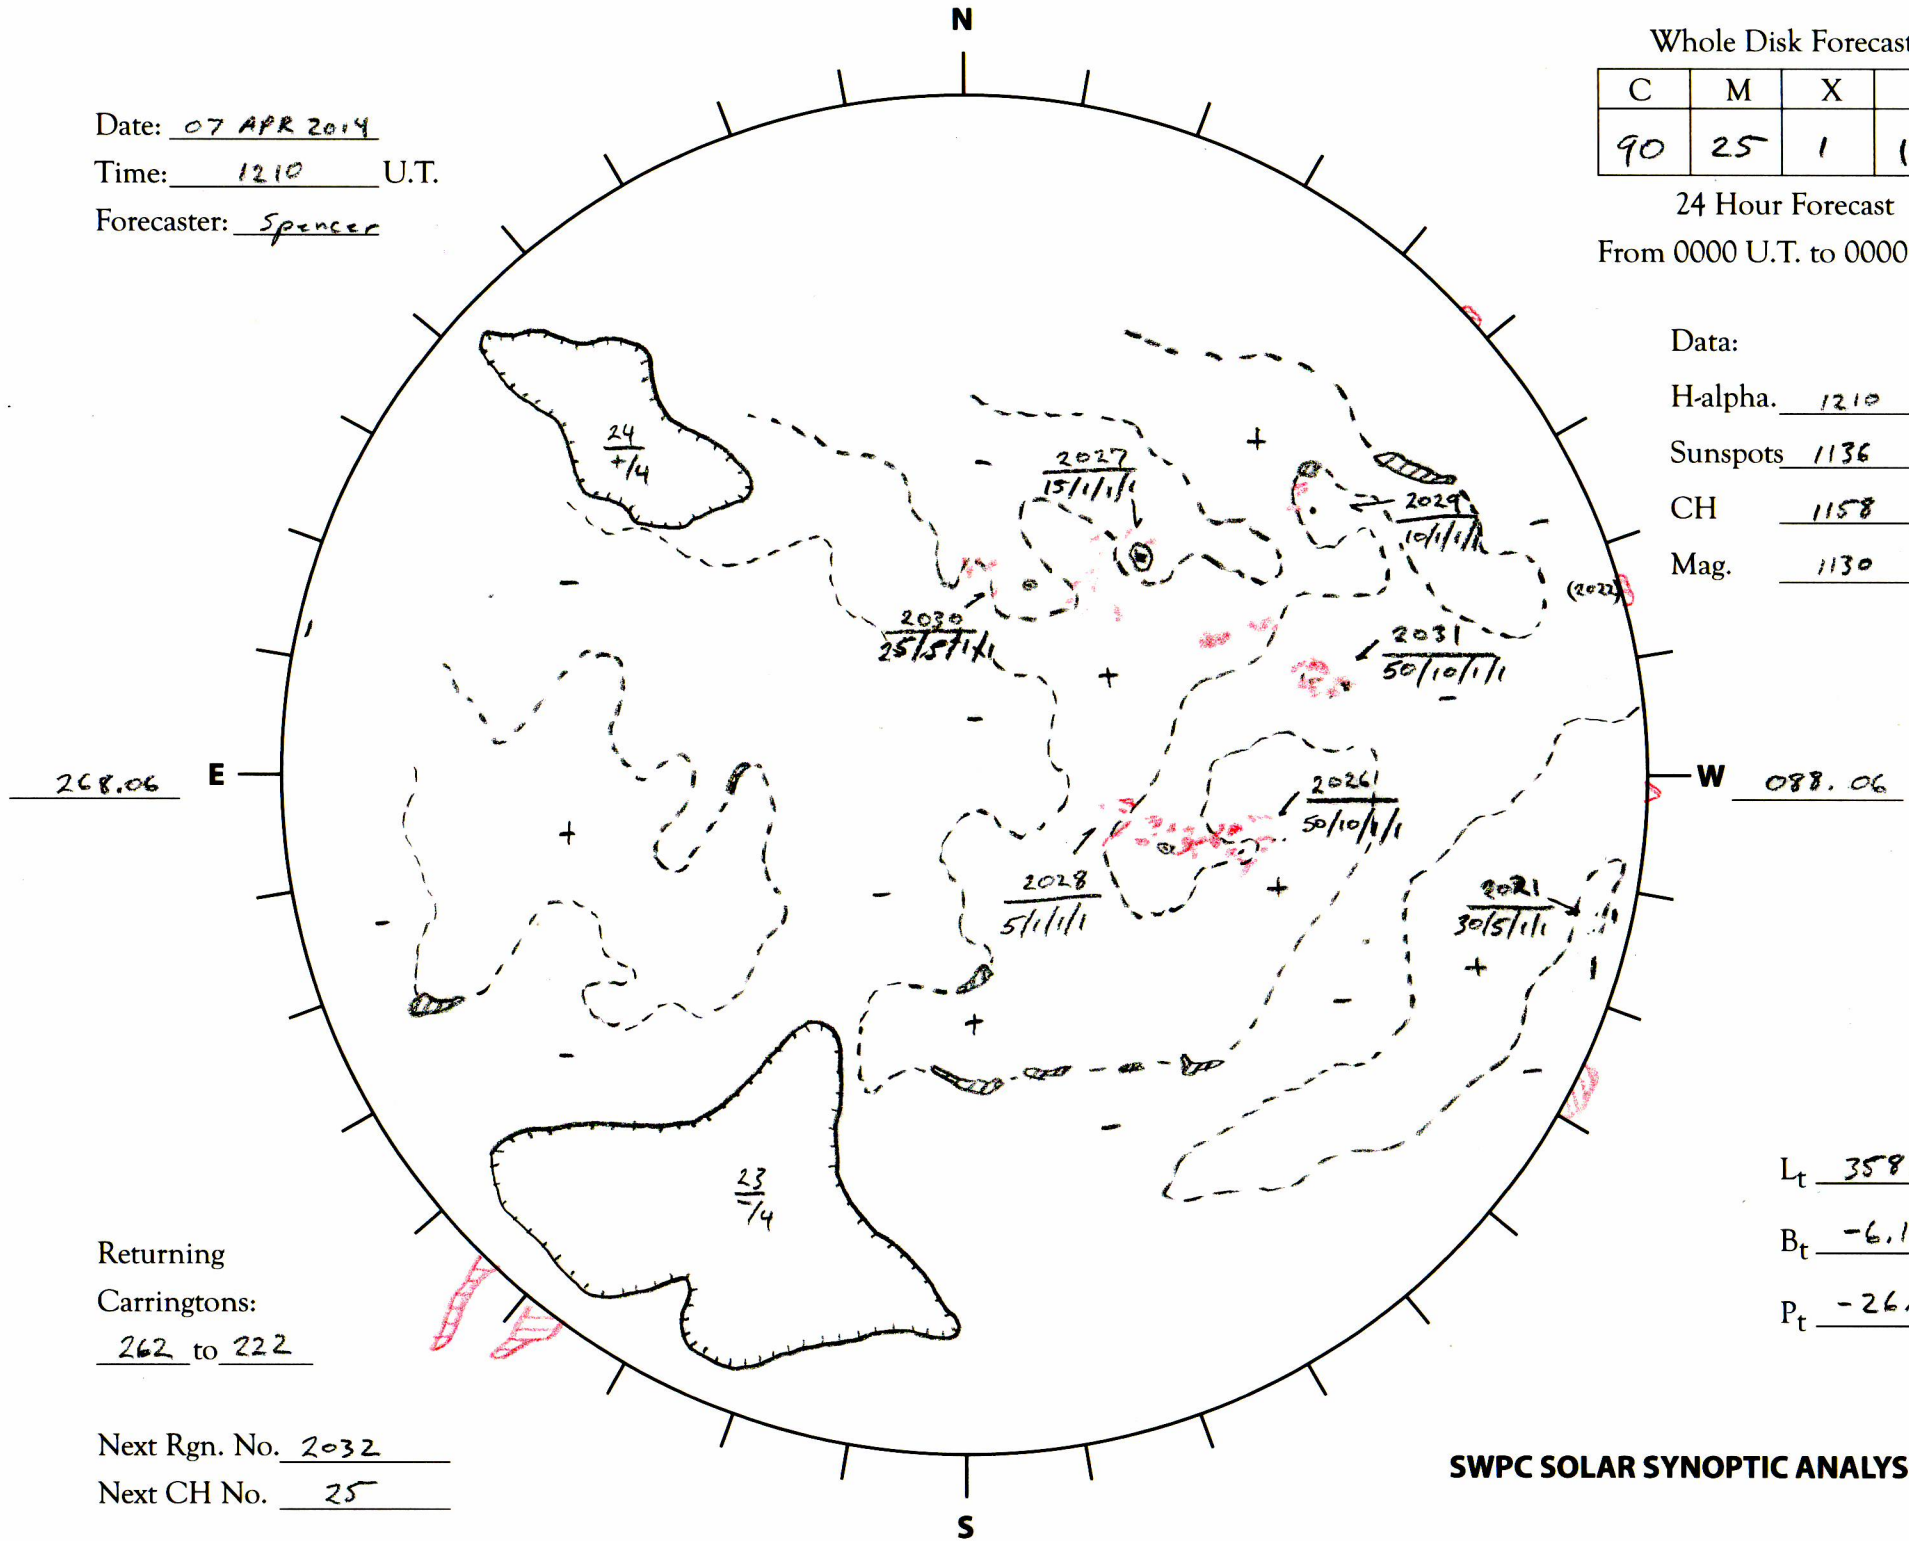 N
Whole Disk Forecast
C M X
90 25 1 1
24 Hour Forecast
From 0000 U.T. to 0000
Date: 07 APR 2014
Time: 1210 U.T.
Forecaster: Spencer
Data:
H-alpha. 1210
Sunspots 1136
CH 1158
Mag. 1130
24
+/4
+
-
2027
15/1/1/1
2029
10/1/1/1
-
-
(2022)
2030
25/5/1/1
2031
50/10/1/1
+
-
-
268.06 E
W 088.06
2026
50/10/1/1
+
-
2028
5/1/1/1
+
2021
30/5/1/1
-
+
-
+
-
-
-
23
-/4
Lt 358
Bt -6.1
Pt -26.
Returning
Carringtons:
262 to 222
Next Rgn. No. 2032
Next CH No. 25
SWPC SOLAR SYNOPTIC ANALYS
S